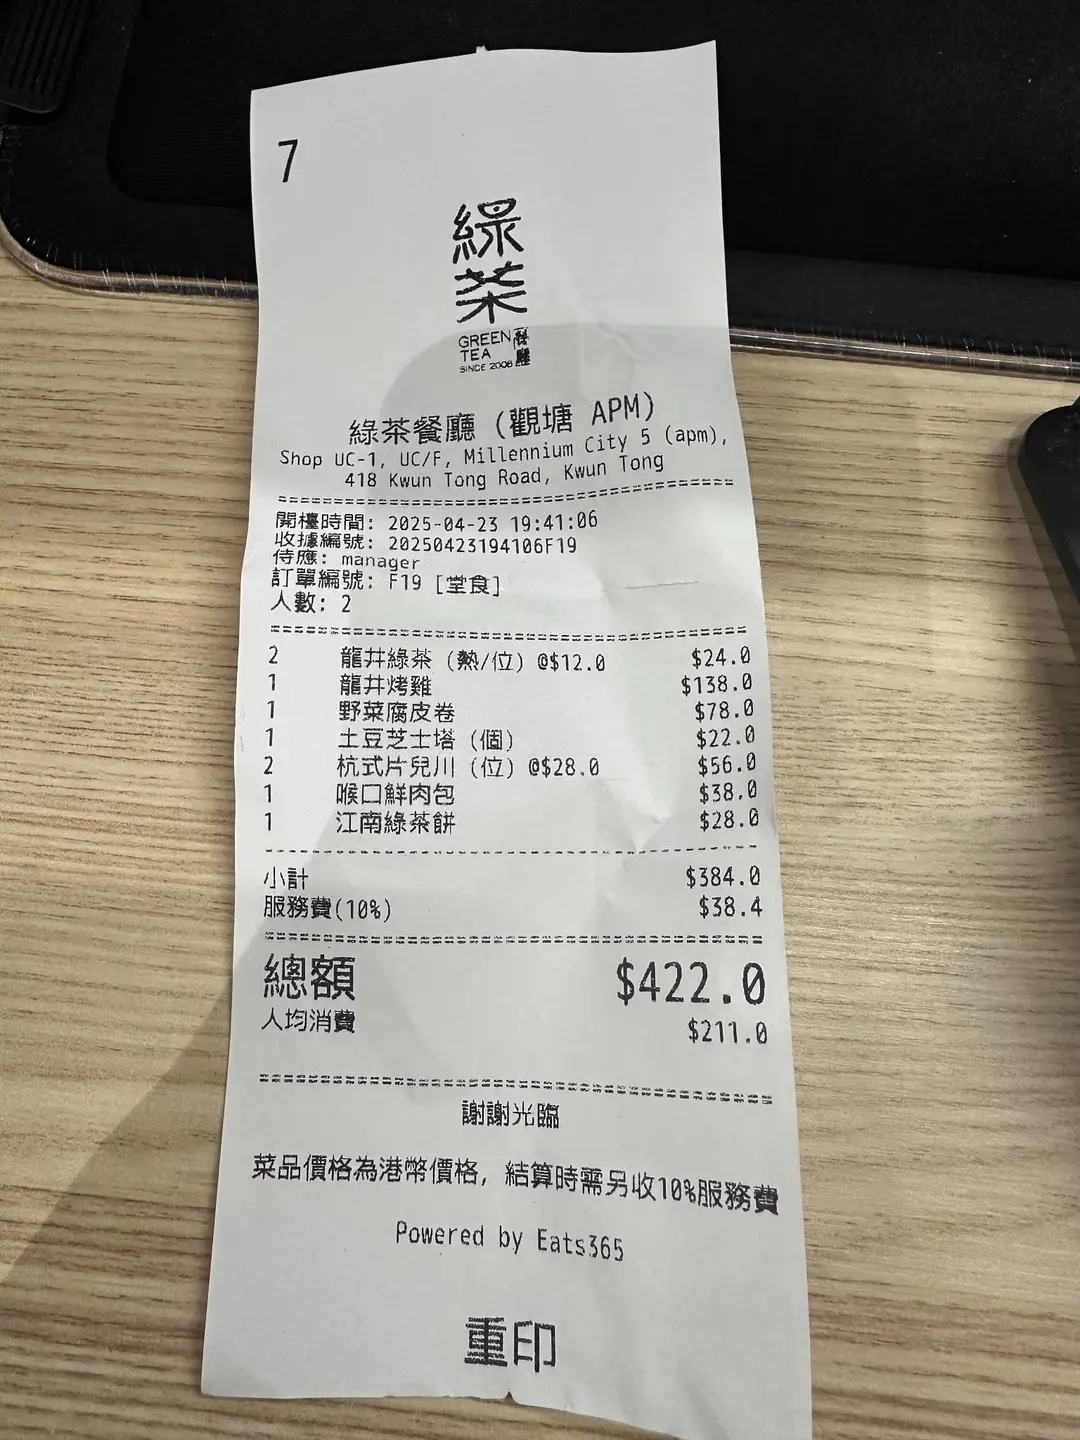 7
綠茶
GREEN TEA 餐廳
SINCE 2008
綠茶餐廳 (觀塘 APM)
Shop UC-1, UC/F, Millennium City 5 (apm),
418 Kwun Tong Road, Kwun Tong
開檯時間: 2025-04-23 19:41:06
收據編號: 20250423194106F19
侍應: manager
訂單編號: F19 [堂食]
人數: 2
2 龍井綠茶 (熱/位) @$12.0 $24.0
1 龍井烤雞 $138.0
1 野菜腐皮卷 $78.0
1 土豆芝士塔 (個) $22.0
2 杭式片兒川 (位) @$28.0 $56.0
1 喉口鮮肉包 $38.0
1 江南綠茶餅 $28.0
小計 $384.0
服務費(10%) $38.4
總額 $422.0
人均消費 $211.0
謝謝光臨
菜品價格為港幣價格, 結算時需另收10%服務費
Powered by Eats365
重印